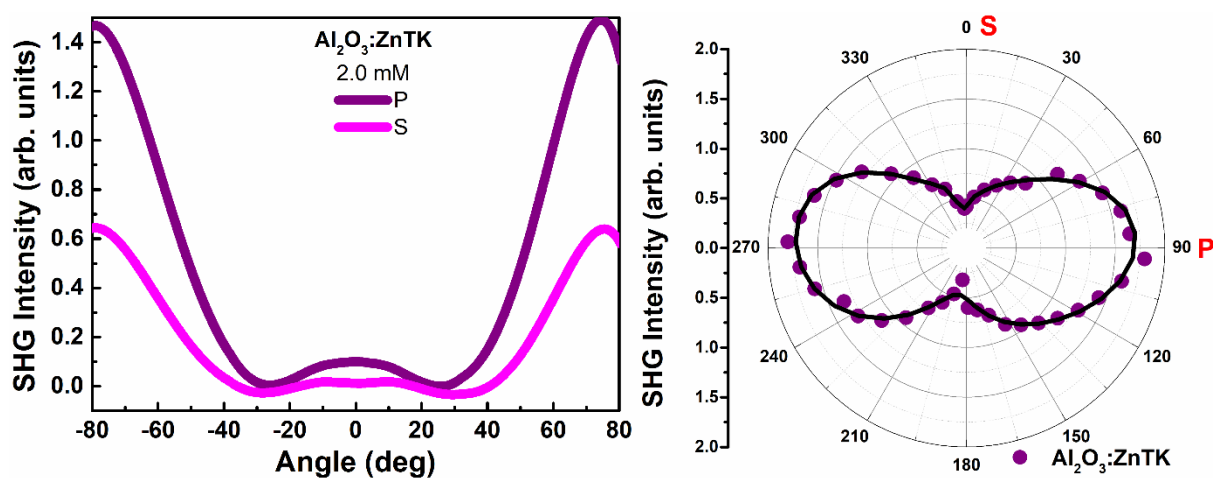 SHG Intensity (arb. units)
1.4
1.2
1.0
0.8
0.6
0.4
0.2
0.0
Al₂O₃:ZnTK
2.0 mM
P
S
-80 -60 -40 -20 0 20 40 60 80
Angle (deg)
SHG Intensity (arb. units)
2.0
1.5
1.0
0.5
0.0
0.5
1.0
1.5
2.0
0 S
30
60
90 P
120
150
180
210
240
270
300
330
Al₂O₃:ZnTK